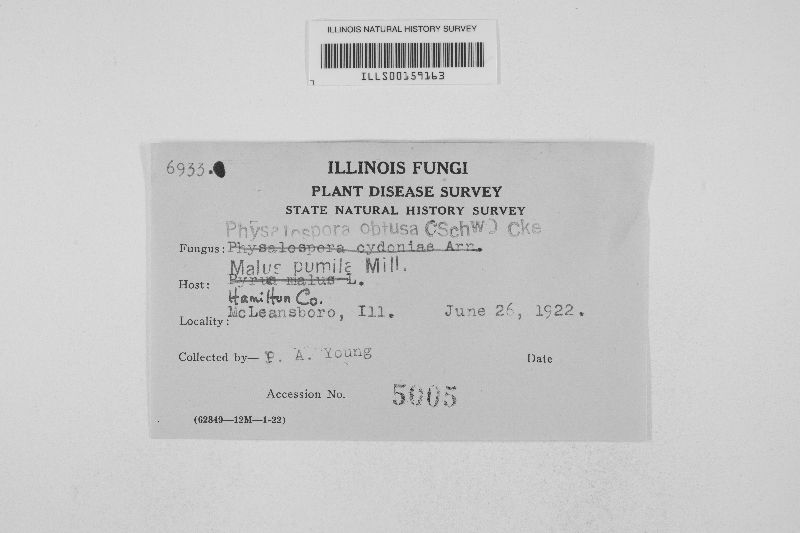 ILLINOIS NATURAL HISTORY SURVEY
ILLS00159163
6933.
ILLINOIS FUNGI
PLANT DISEASE SURVEY
STATE NATURAL HISTORY SURVEY
Physalospora obtusa (Schw) Cke
Fungus: Physalospora cydoniae Arn.
Malus pumila Mill.
Host: Pyrus malus L.
Hamilton Co.
Locality: McLeansboro, Ill. June 26, 1922.
Collected by— P. A. Young Date
Accession No. 5005
(62849—12M—1-22)